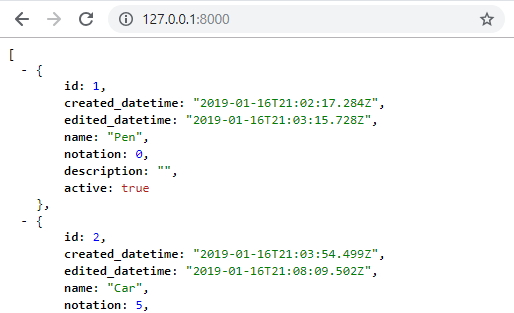 127.0.0.1:8000
[
- {
id: 1,
created_datetime: "2019-01-16T21:02:17.284Z",
edited_datetime: "2019-01-16T21:03:15.728Z",
name: "Pen",
notation: 0,
description: "",
active: true
},
- {
id: 2,
created_datetime: "2019-01-16T21:03:54.499Z",
edited_datetime: "2019-01-16T21:08:09.502Z",
name: "Car",
notation: 5,